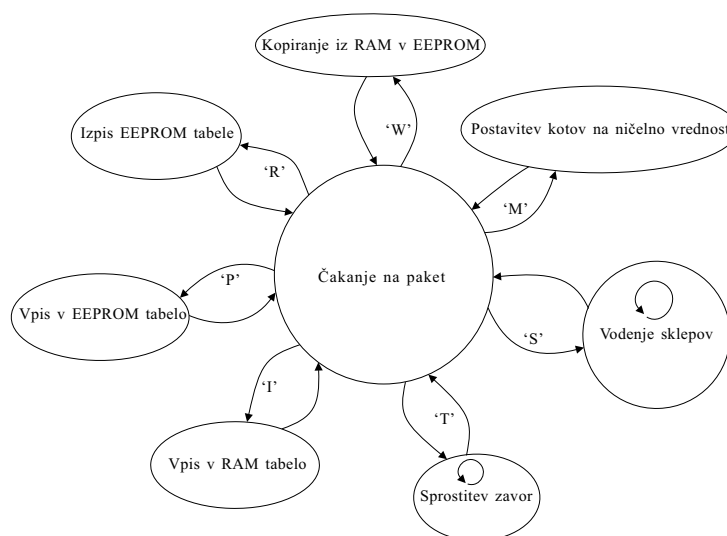 Kopiranje iz RAM v EEPROM
Izpis EEPROM tabele
‘W’
Postavitev kotov na ničelno vrednost
‘R’
‘M’
Čakanje na paket
‘P’
Vpis v EEPROM tabelo
‘S’
Vodenje sklepov
‘I’
‘T’
Vpis v RAM tabelo
Sprostitev zavor